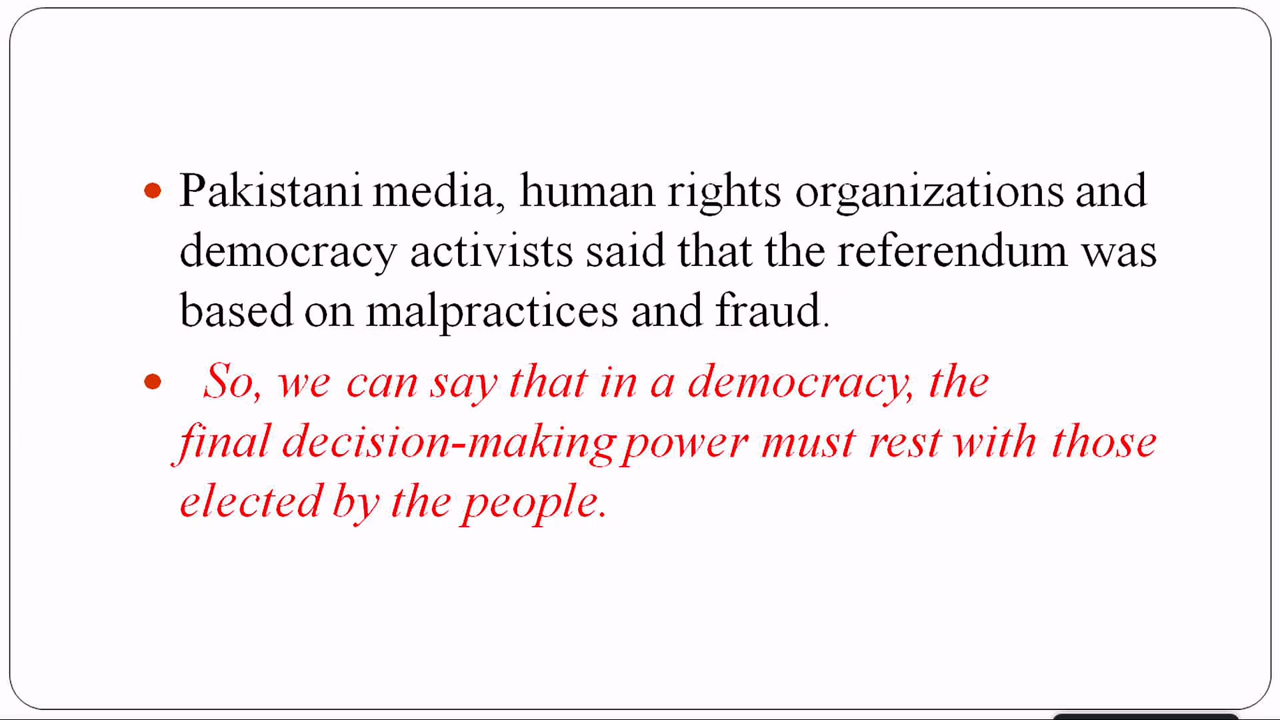 • Pakistani media, human rights organizations and
democracy activists said that the referendum was
based on malpractices and fraud.
• So, we can say that in a democracy, the
final decision-making power must rest with those
elected by the people.